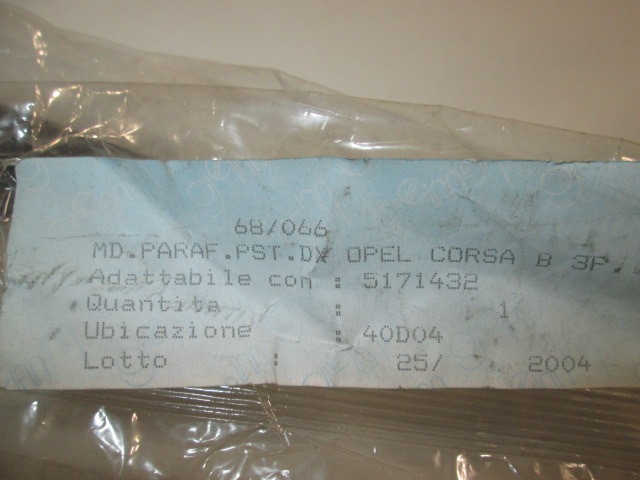 68/066
MD.PARAF.PST.DX OPEL CORSA B 3P.
Adattabile con : 5171432
Quantita : 1
Ubicazione : 40D04
Lotto : 25/ 2004